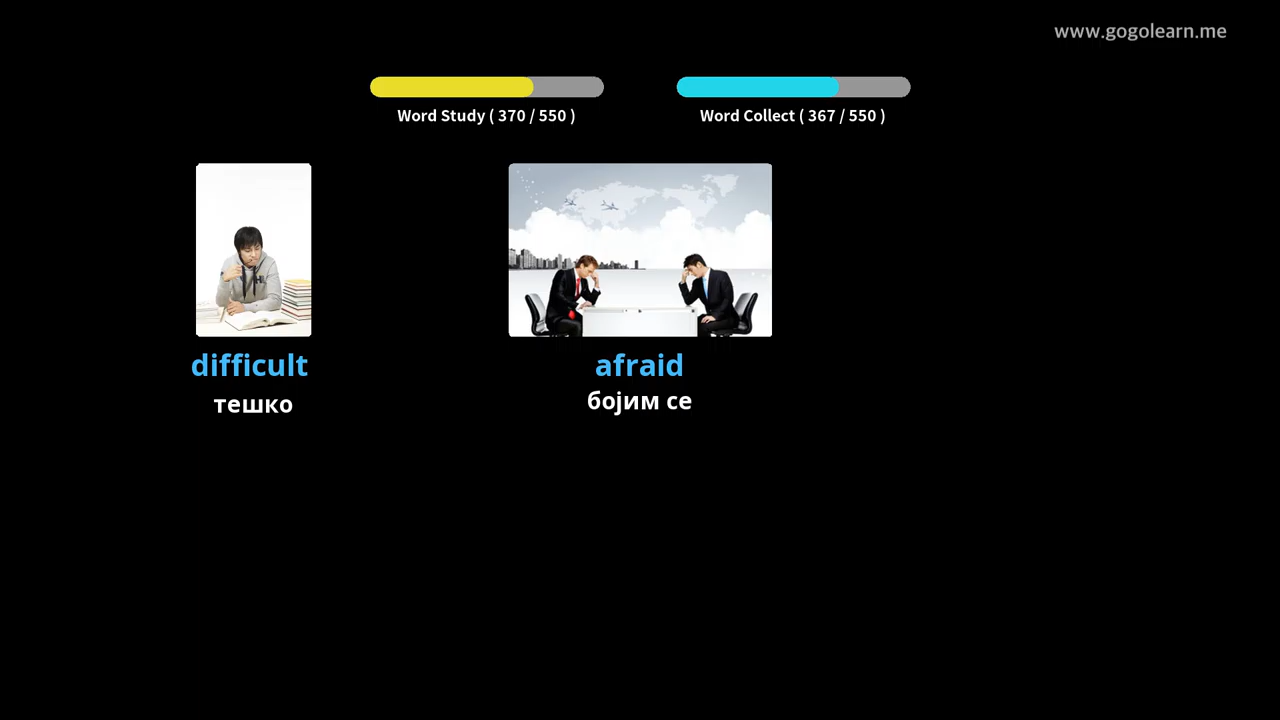 www.gogolearn.me
Word Study ( 370 / 550 )
Word Collect ( 367 / 550 )
difficult
тешко
afraid
бојим се